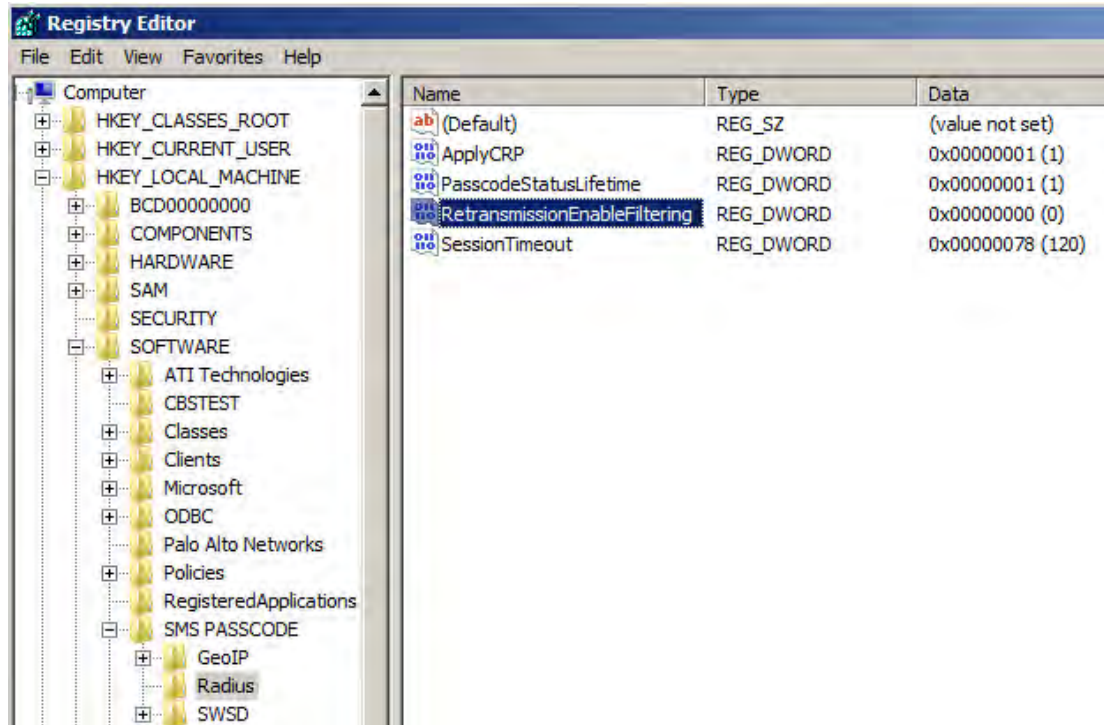 Registry Editor
File Edit View Favorites Help
Computer
HKEY_CLASSES_ROOT
HKEY_CURRENT_USER
HKEY_LOCAL_MACHINE
BCD00000000
COMPONENTS
HARDWARE
SAM
SECURITY
SOFTWARE
ATI Technologies
CBSTEST
Classes
Clients
Microsoft
ODBC
Palo Alto Networks
Policies
RegisteredApplications
SMS PASSCODE
GeoIP
Radius
SWSD
Name Type Data
ab (Default) REG_SZ (value not set)
ApplyCRP REG_DWORD 0x00000001 (1)
PasscodeStatusLifetime REG_DWORD 0x00000001 (1)
RetransmissionEnableFiltering REG_DWORD 0x00000000 (0)
SessionTimeout REG_DWORD 0x00000078 (120)